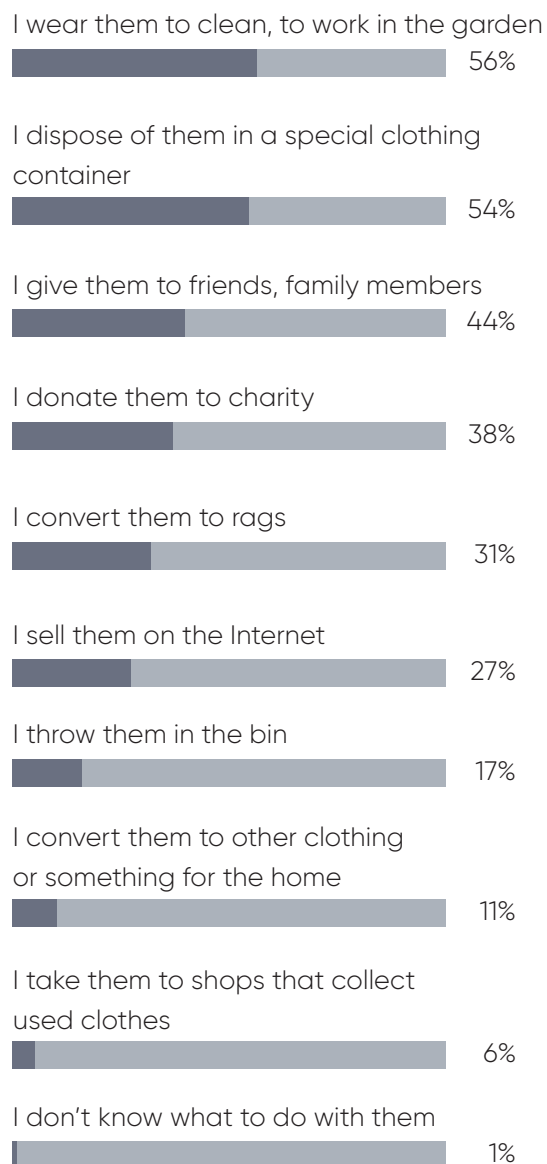 I wear them to clean, to work in the garden
56%
I dispose of them in a special clothing
container
54%
I give them to friends, family members
44%
I donate them to charity
38%
I convert them to rags
31%
I sell them on the Internet
27%
I throw them in the bin
17%
I convert them to other clothing
or something for the home
11%
I take them to shops that collect
used clothes
6%
I don’t know what to do with them
1%